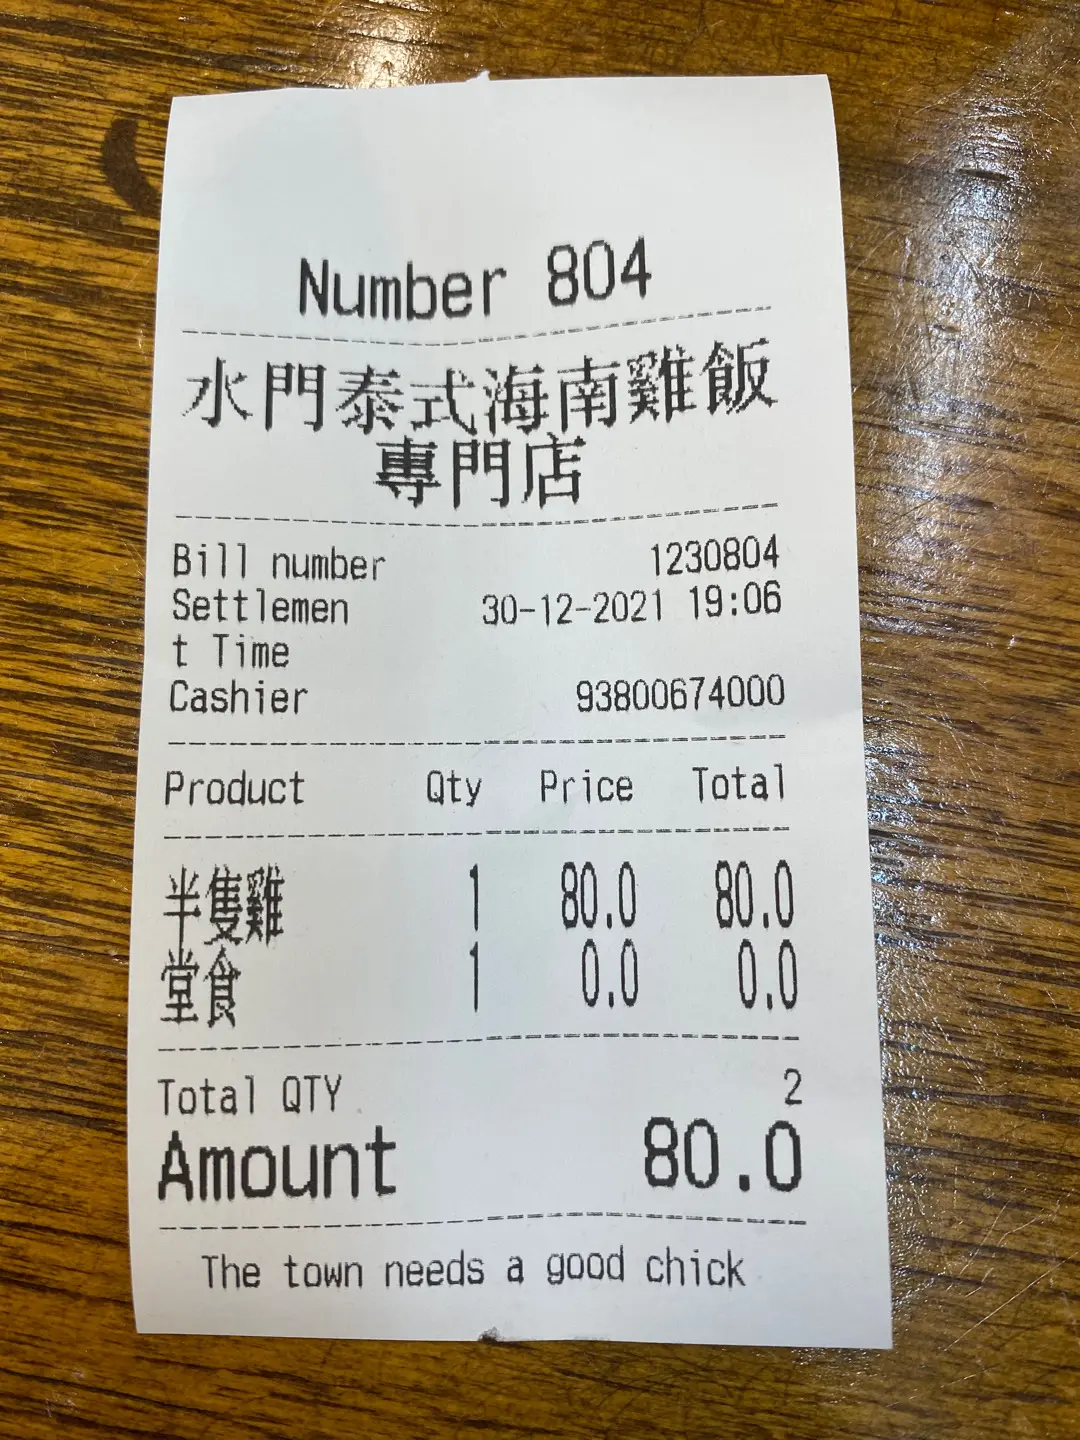 Number 804
水門泰式海南雞飯
專門店
Bill number 1230804
Settlemen 30-12-2021 19:06
t Time
Cashier 93800674000
Product Qty Price Total
半隻雞 1 80.0 80.0
堂食 1 0.0 0.0
Total QTY 2
Amount 80.0
The town needs a good chick